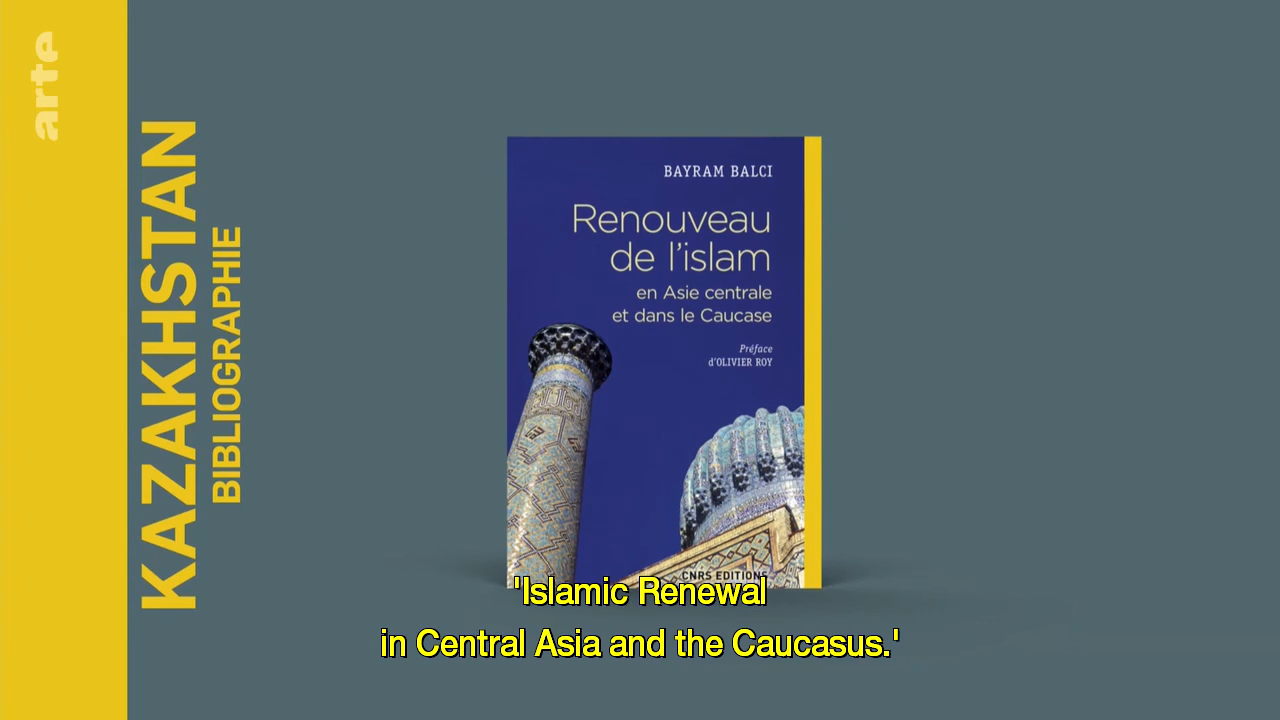 arte
KAZAKHSTAN
BIBLIOGRAPHIE
BAYRAM BALCI
Renouveau
de l'islam
en Asie centrale
et dans le Caucase
Préface
d'OLIVIER ROY
CNRS EDITIONS
'Islamic Renewal
in Central Asia and the Caucasus.'